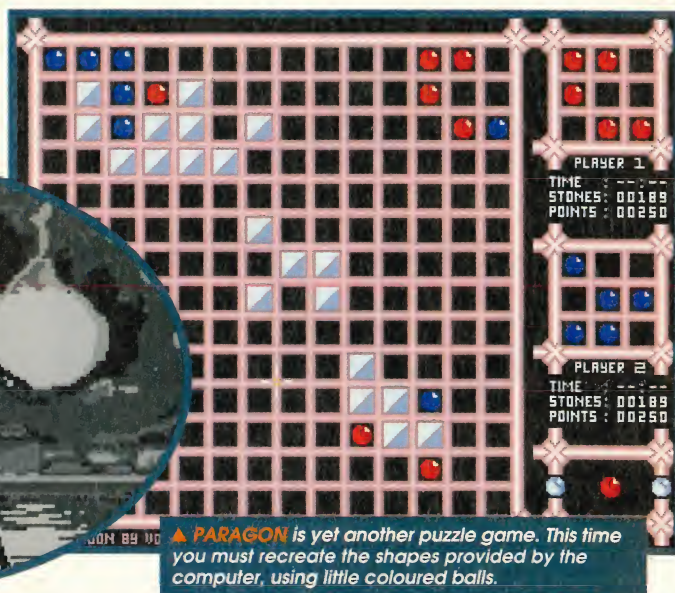 PLAYER 1
TIME : --:--
STONES: 00189
POINTS : 00250
PLAYER 2
TIME : --:--
STONES: 00189
POINTS : 00250
BY
▲ PARAGON is yet another puzzle game. This time
you must recreate the shapes provided by the
computer, using little coloured balls.